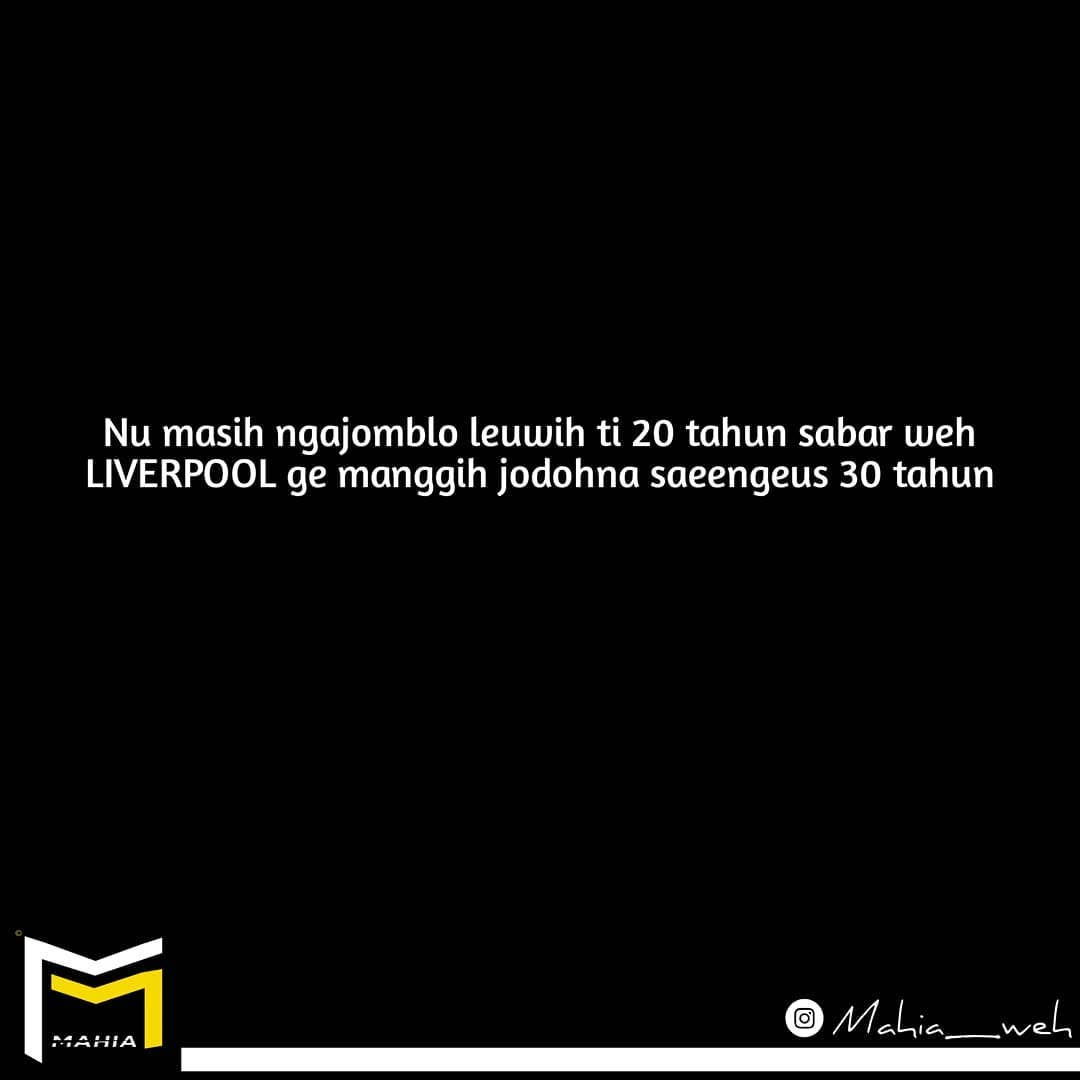 Nu masih ngajomblo leuwih ti 20 tahun sabar weh
LIVERPOOL ge manggih jodohna saeengeus 30 tahun
©
MAHIA
Mahia__weh